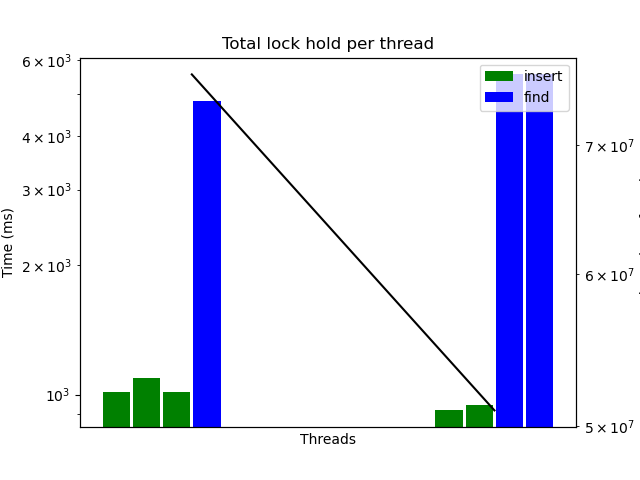 Total lock hold per thread
6 × 10³
4 × 10³
3 × 10³
2 × 10³
10³
Time (ms)
Threads
insert
find
7 × 10⁷
6 × 10⁷
5 × 10⁷